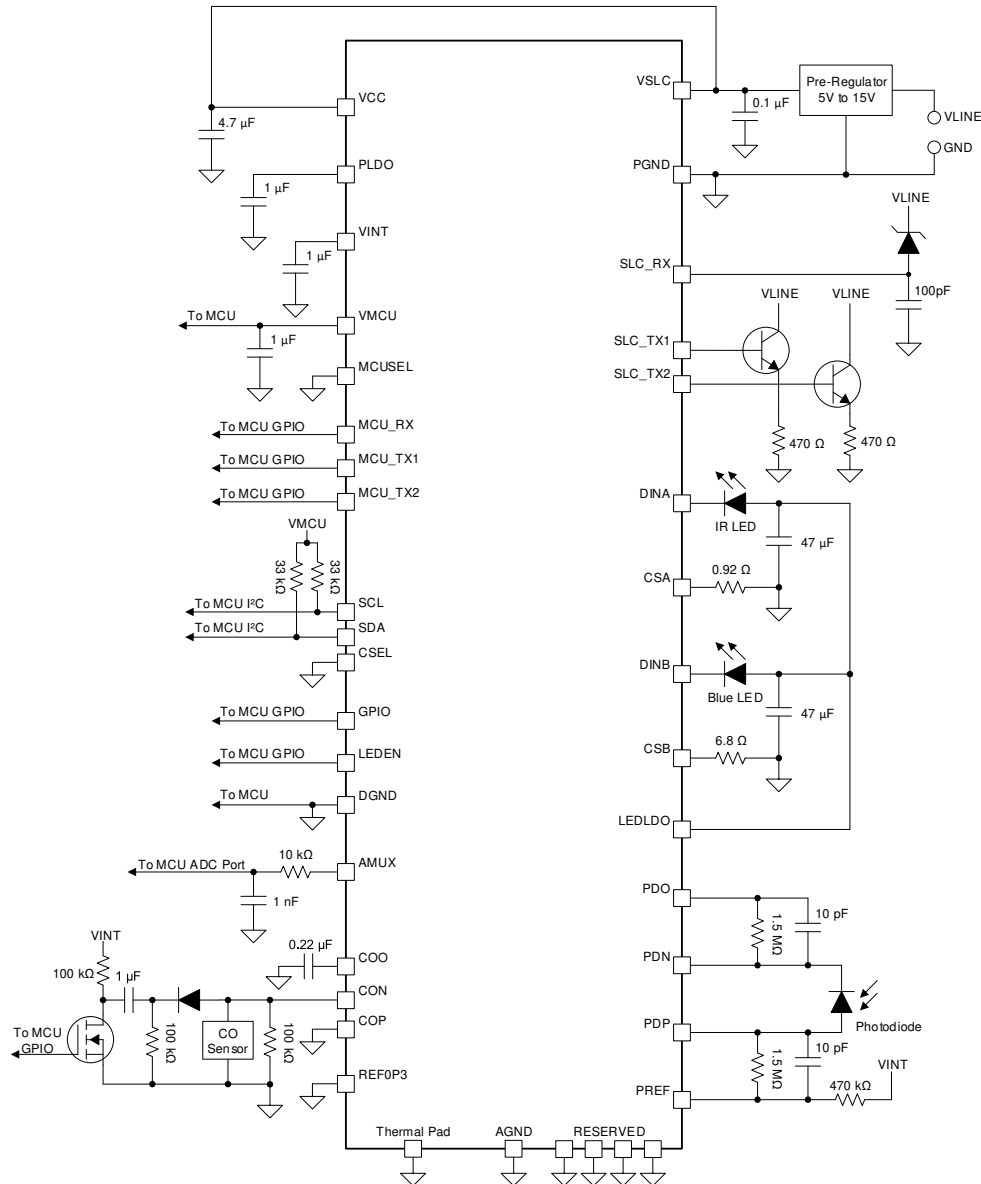 VCC
4.7 µF
PLDO
1 µF
VINT
1 µF
To MCU
VMCU
1 µF
MCUSEL
To MCU GPIO
MCU_RX
To MCU GPIO
MCU_TX1
To MCU GPIO
MCU_TX2
VMCU
33 kΩ
33 kΩ
To MCU I²C
SCL
To MCU I²C
SDA
CSEL
To MCU GPIO
GPIO
To MCU GPIO
LEDEN
To MCU
DGND
To MCU ADC Port
10 kΩ
AMUX
1 nF
0.22 µF
COO
VINT
100 kΩ
1 µF
CON
COP
To MCU
GPIO
100 kΩ
CO
Sensor
100 kΩ
REF0P3
Thermal Pad
AGND
RESERVED
VSLC
Pre-Regulator
5V to 15V
0.1 µF
VLINE
GND
PGND
VLINE
SLC_RX
100pF
VLINE
VLINE
SLC_TX1
SLC_TX2
470 Ω
470 Ω
DINA
IR LED
47 µF
CSA
0.92 Ω
DINB
Blue LED
47 µF
CSB
6.8 Ω
LEDLDO
PDO
1.5 MΩ
10 pF
PDN
Photodiode
PDP
1.5 MΩ
10 pF
VINT
PREF
470 kΩ